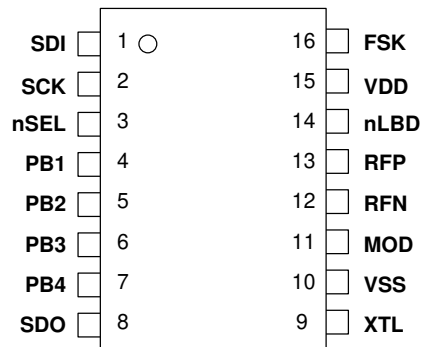 SDI 1 16 FSK
SCK 2 15 VDD
nSEL 3 14 nLBD
PB1 4 13 RFP
PB2 5 12 RFN
PB3 6 11 MOD
PB4 7 10 VSS
SDO 8 9 XTL